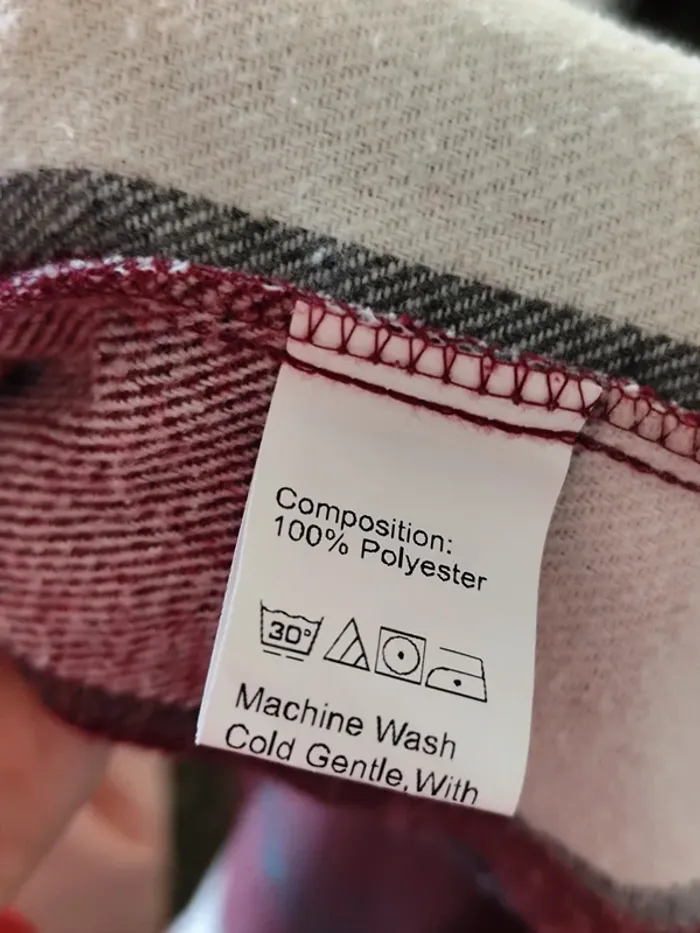 Composition:
100% Polyester
30°
Machine Wash
Cold Gentle,With